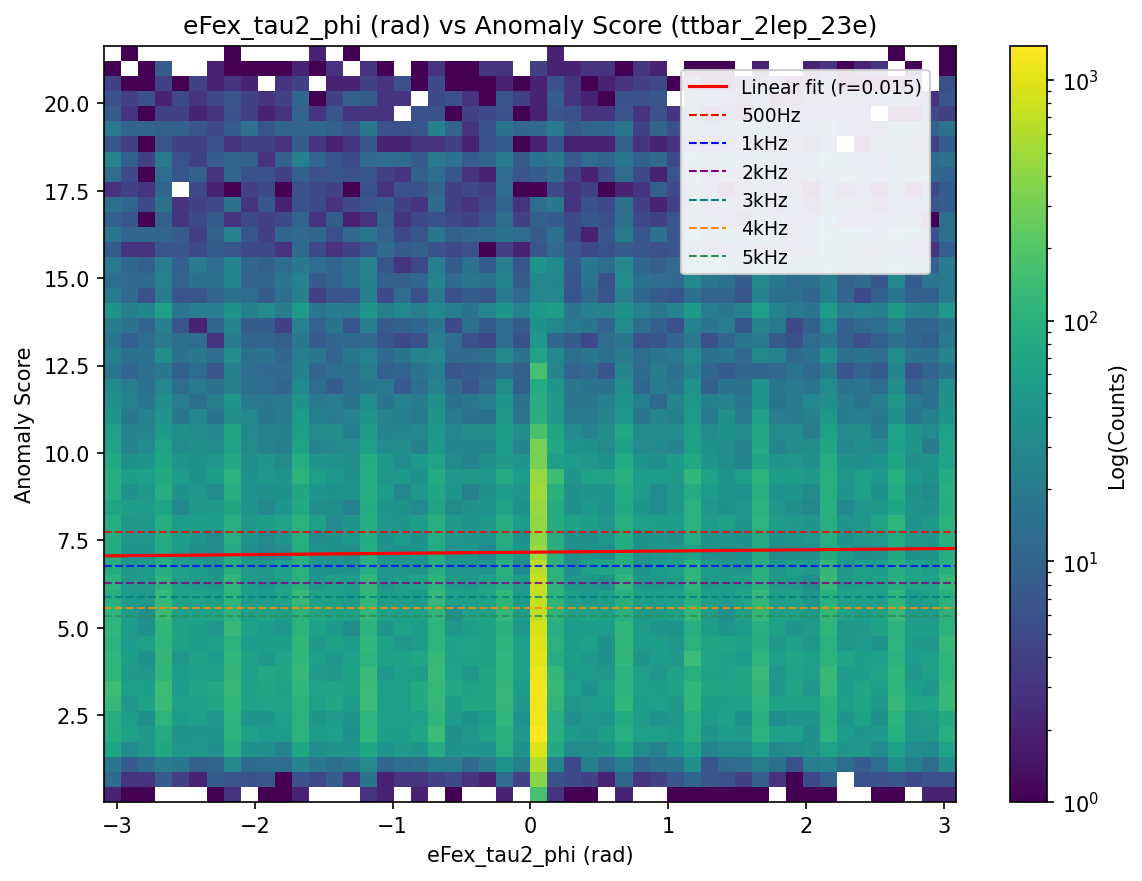 eFex_tau2_phi (rad) vs Anomaly Score (ttbar_2lep_23e)
Linear fit (r=0.015)
500Hz
1kHz
2kHz
3kHz
4kHz
5kHz
Anomaly Score
20.0
17.5
15.0
12.5
10.0
7.5
5.0
2.5
−3
−2
−1
0
1
2
3
eFex_tau2_phi (rad)
10³
10²
10¹
10⁰
Log(Counts)